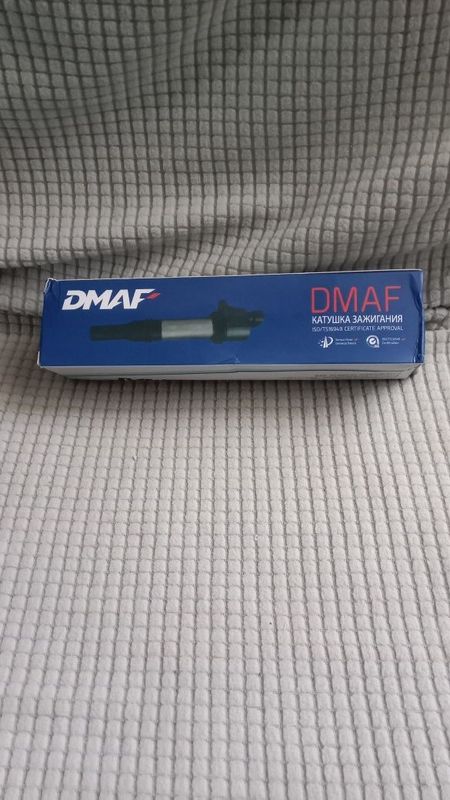 DMAF
DMAF
КАТУШКА ЗАЖИГАНИЯ
ISO/TS16949 CERTIFICATE APPROVAL